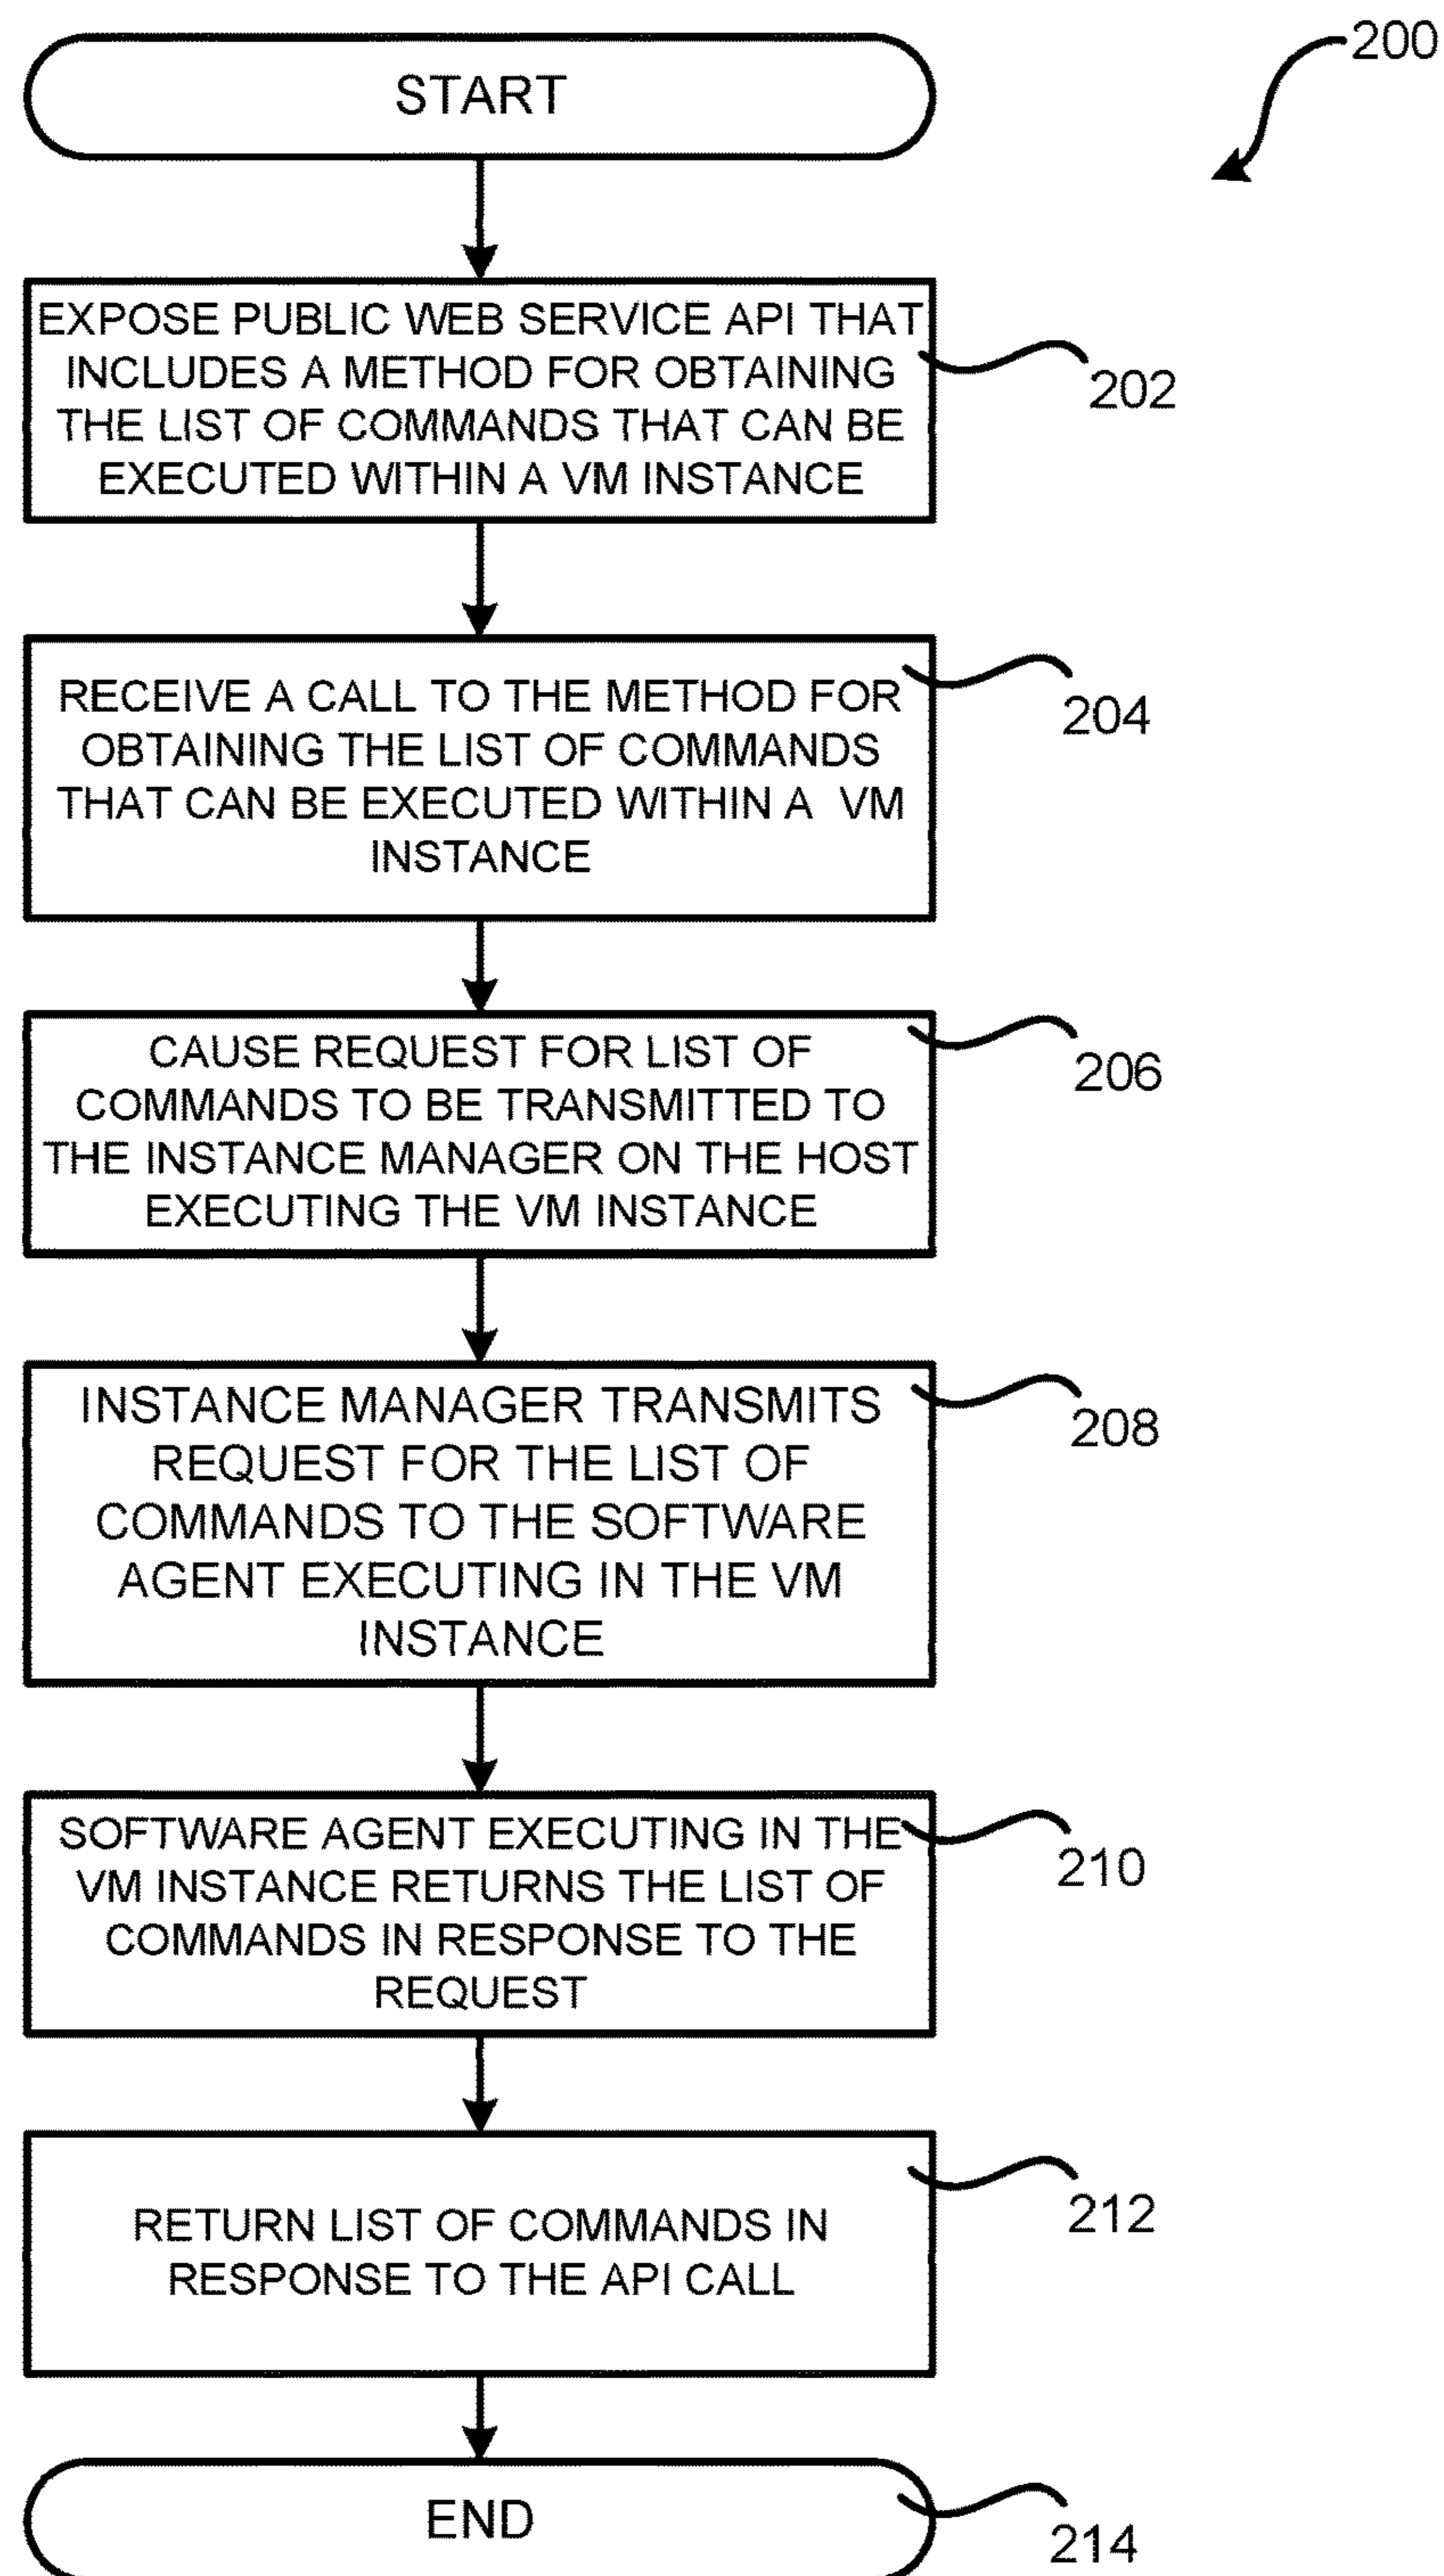 START
200
EXPOSE PUBLIC WEB SERVICE API THAT
INCLUDES A METHOD FOR OBTAINING
THE LIST OF COMMANDS THAT CAN BE
EXECUTED WITHIN A VM INSTANCE
202
RECEIVE A CALL TO THE METHOD FOR
OBTAINING THE LIST OF COMMANDS
THAT CAN BE EXECUTED WITHIN A VM
INSTANCE
204
CAUSE REQUEST FOR LIST OF
COMMANDS TO BE TRANSMITTED TO
THE INSTANCE MANAGER ON THE HOST
EXECUTING THE VM INSTANCE
206
INSTANCE MANAGER TRANSMITS
REQUEST FOR THE LIST OF
COMMANDS TO THE SOFTWARE
AGENT EXECUTING IN THE VM
INSTANCE
208
SOFTWARE AGENT EXECUTING IN THE
VM INSTANCE RETURNS THE LIST OF
COMMANDS IN RESPONSE TO THE
REQUEST
210
RETURN LIST OF COMMANDS IN
RESPONSE TO THE API CALL
212
END
214